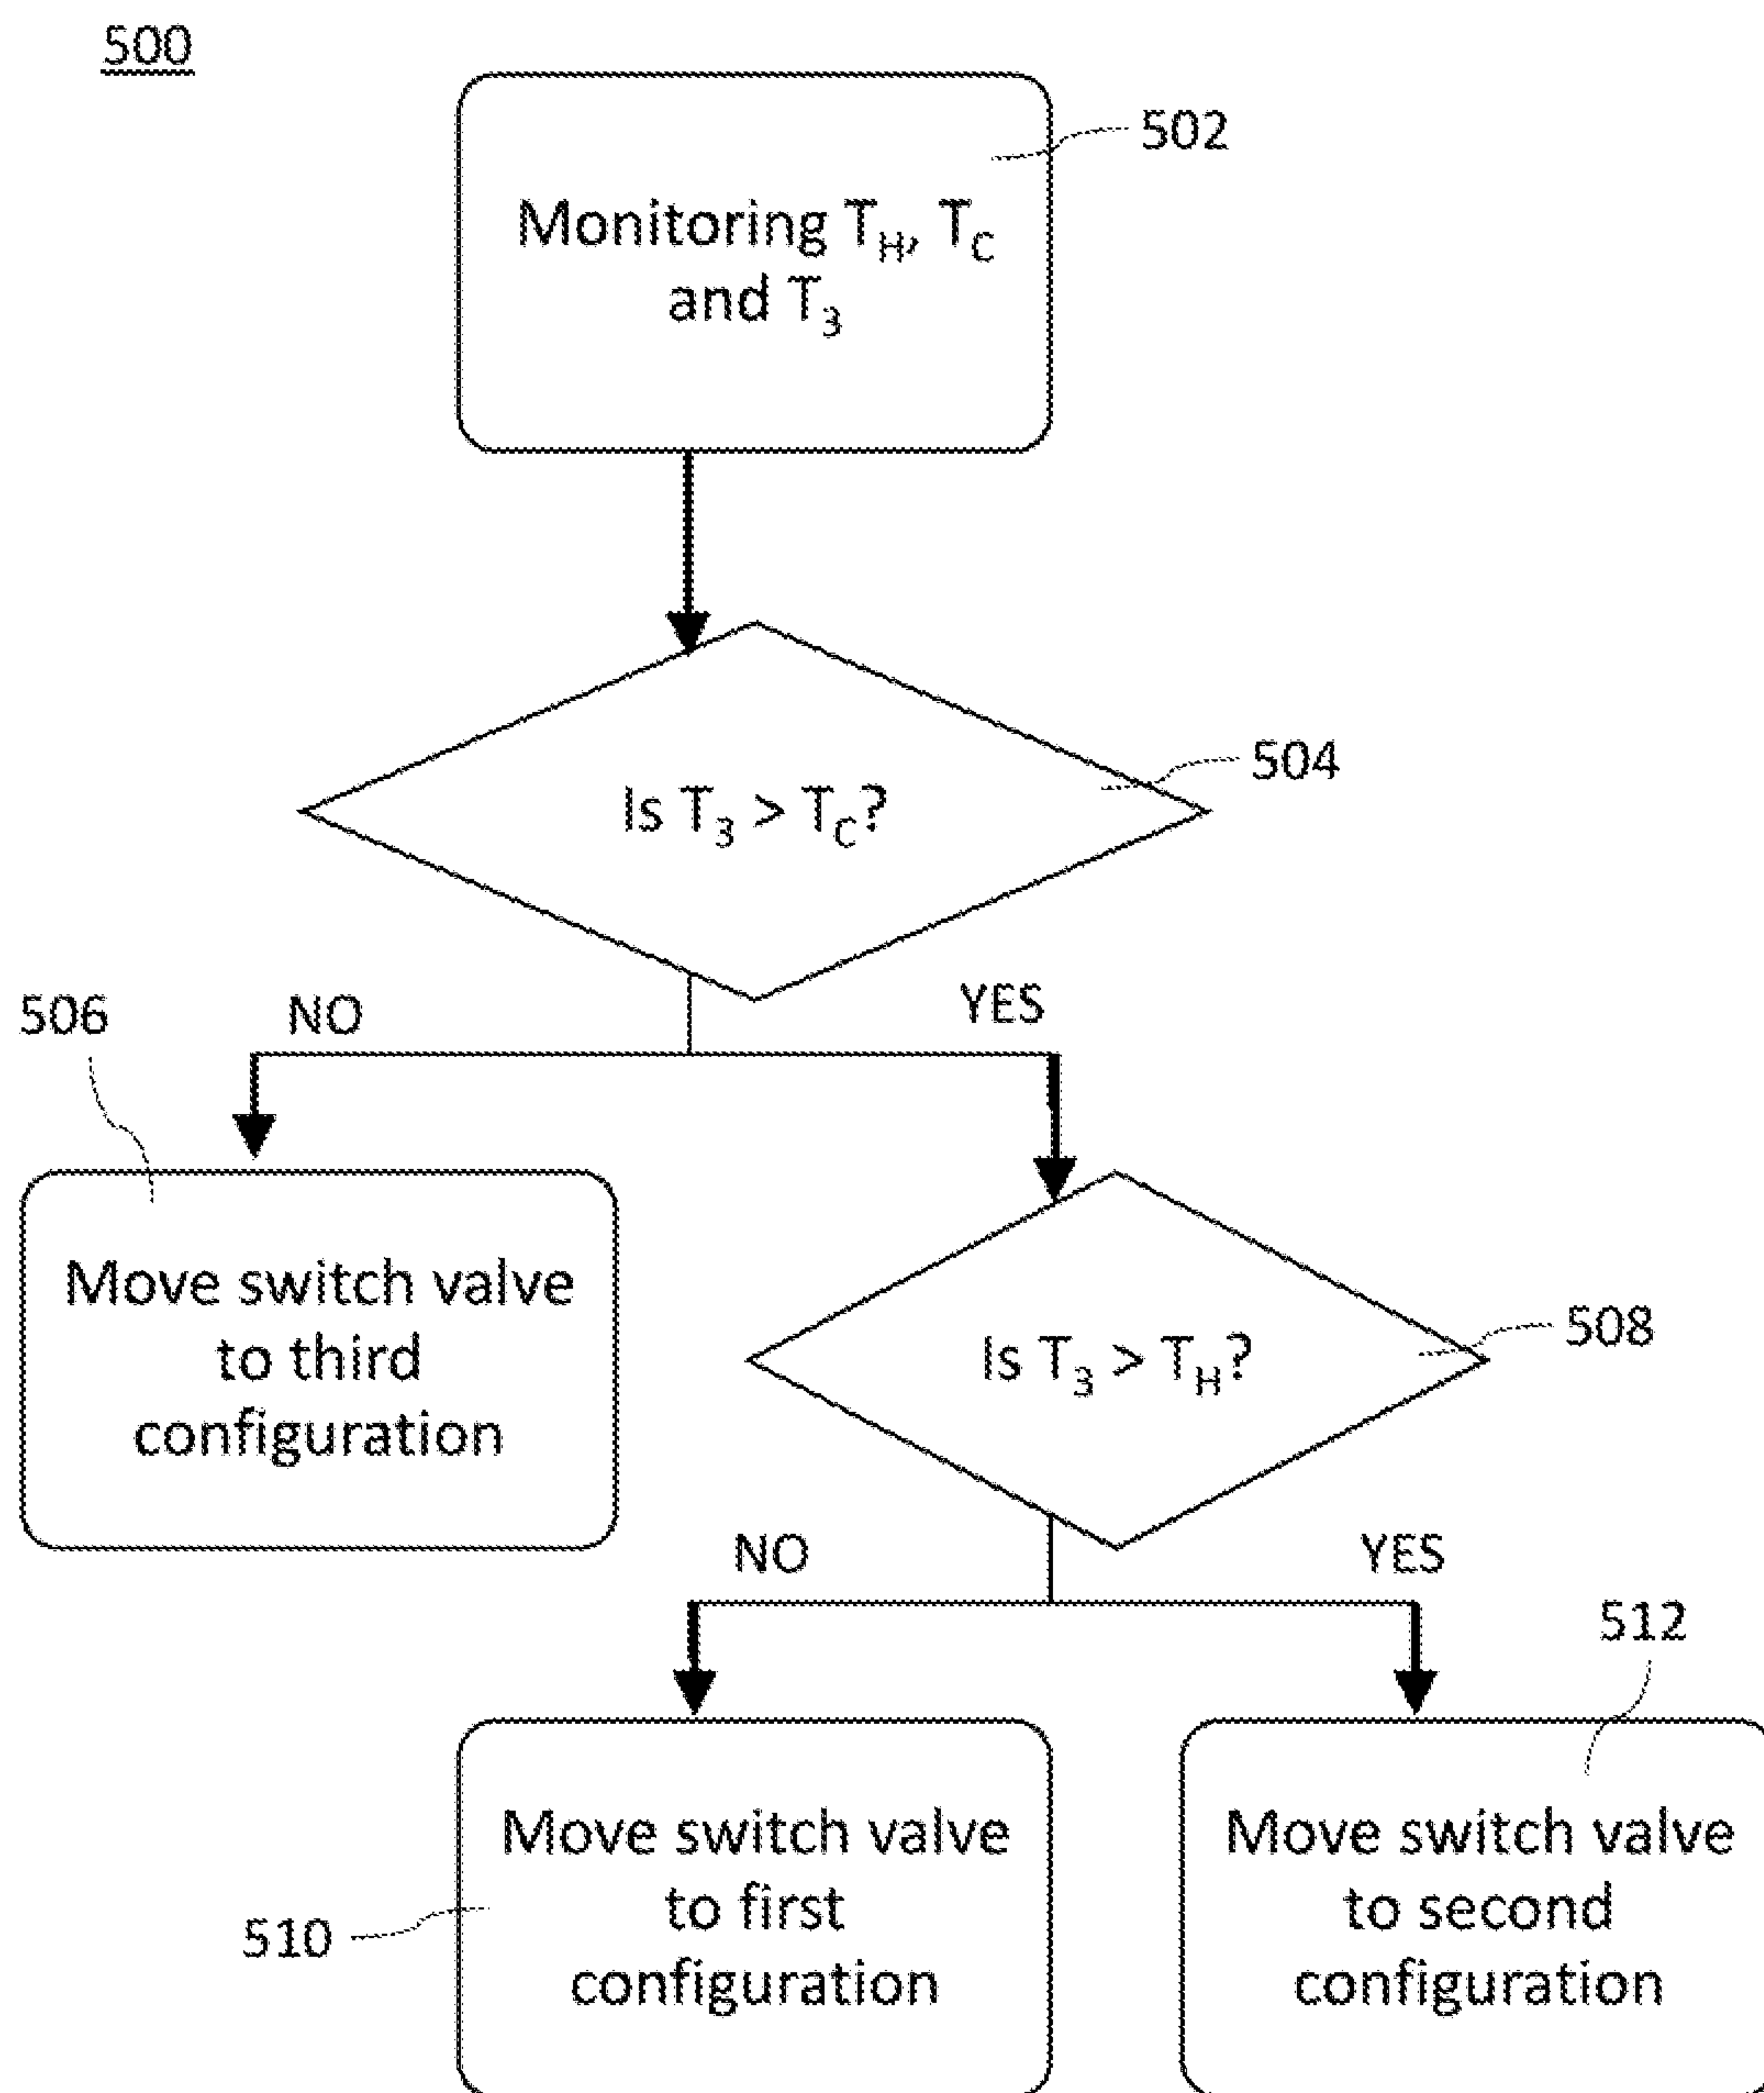 500
502
Monitoring T_H, T_C
and T_3
504
Is T_3 > T_C?
506
NO
YES
Move switch valve
to third
configuration
508
Is T_3 > T_H?
NO
YES
512
Move switch valve
to first
configuration
510
Move switch valve
to second
configuration